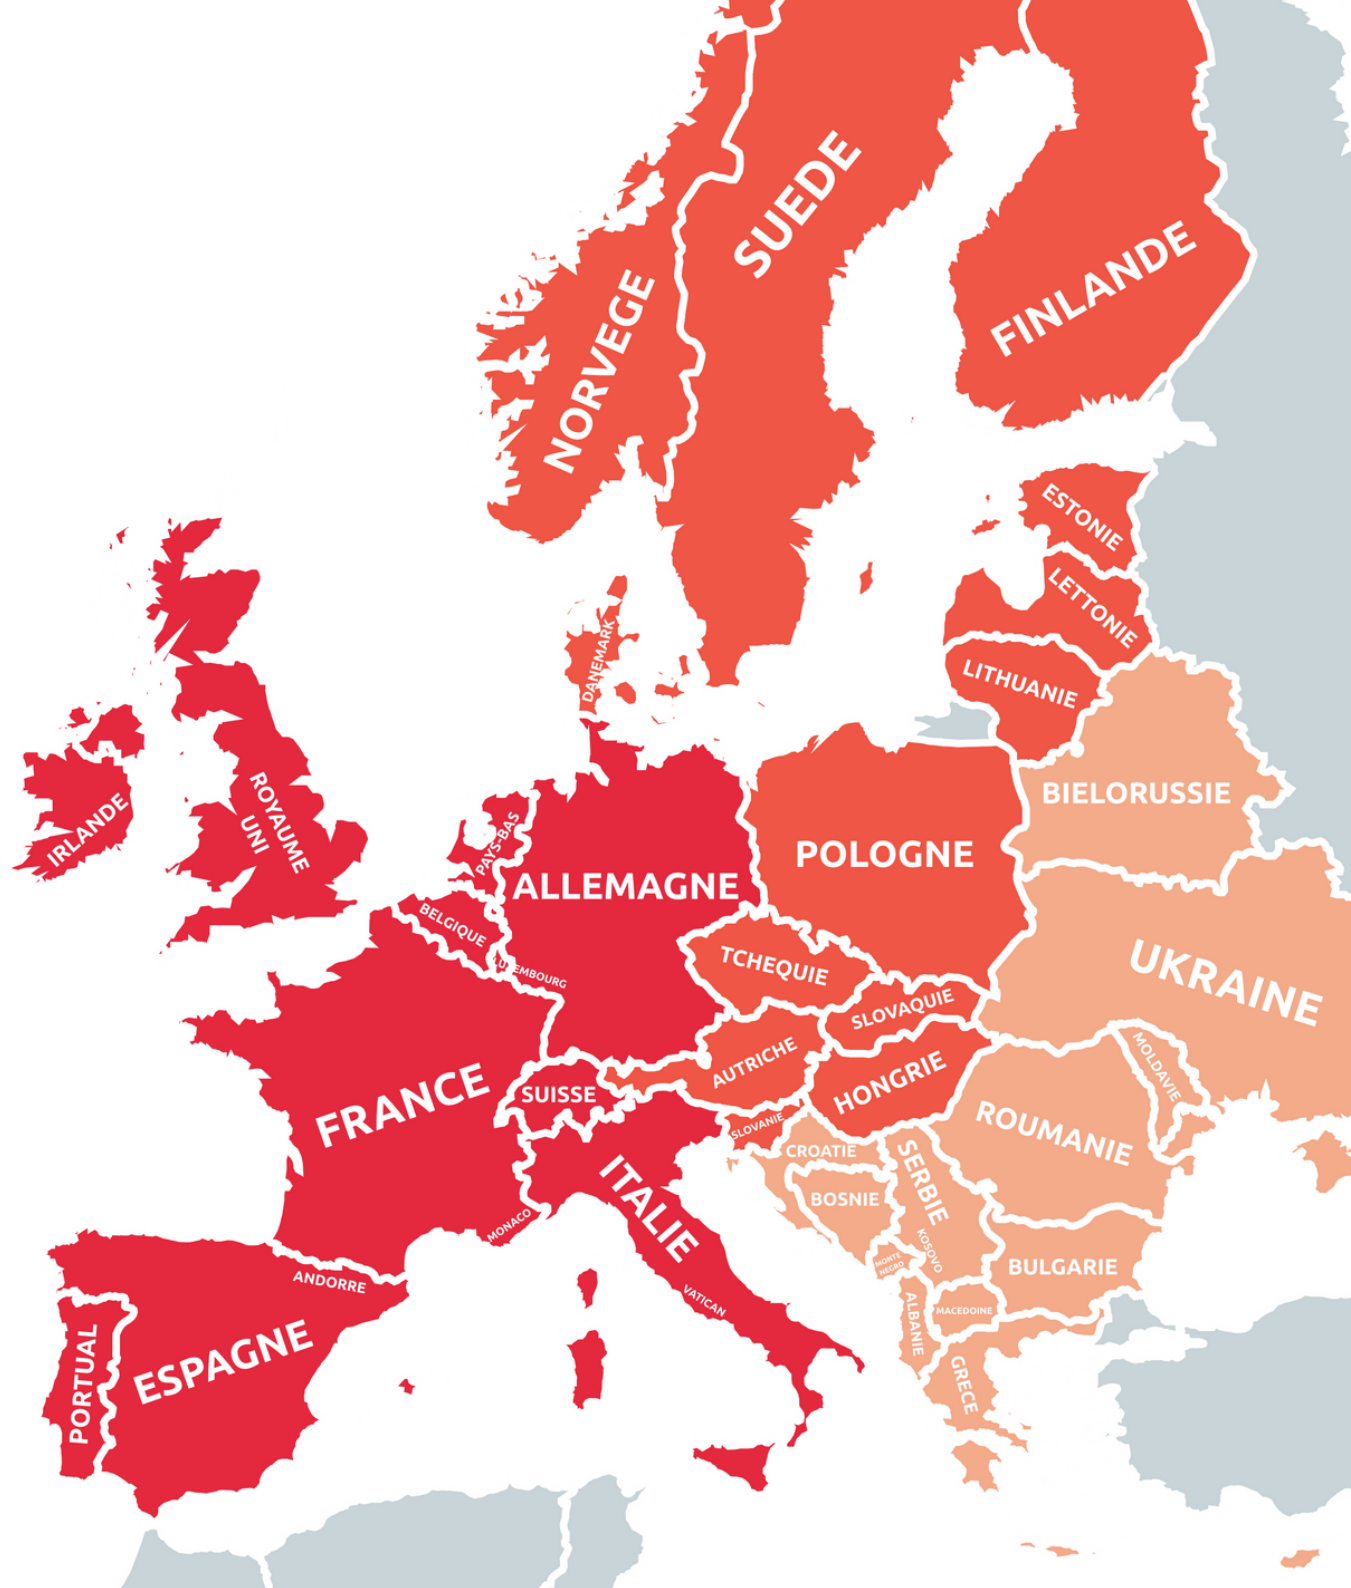 SUEDE
FINLANDE
NORVEGE
ESTONIE
LETTONIE
LITHUANIE
DANEMARK
BIELORUSSIE
IRLANDE
ROYAUME
UNI
PAYS-BAS
ALLEMAGNE
POLOGNE
BELGIQUE
LUXEMBOURG
TCHEQUIE
SLOVAQUIE
UKRAINE
AUTRICHE
HONGRIE
MOLDAVIE
FRANCE
SUISSE
SLOVANIE
CROATIE
ROUMANIE
BOSNIE
SERBIE
ITALIE
MONACO
KOSOVO
MONTE
NEGRO
BULGARIE
ANDORRE
VATICAN
ALBANIE
MACEDOINE
PORTUAL
ESPAGNE
GRECE